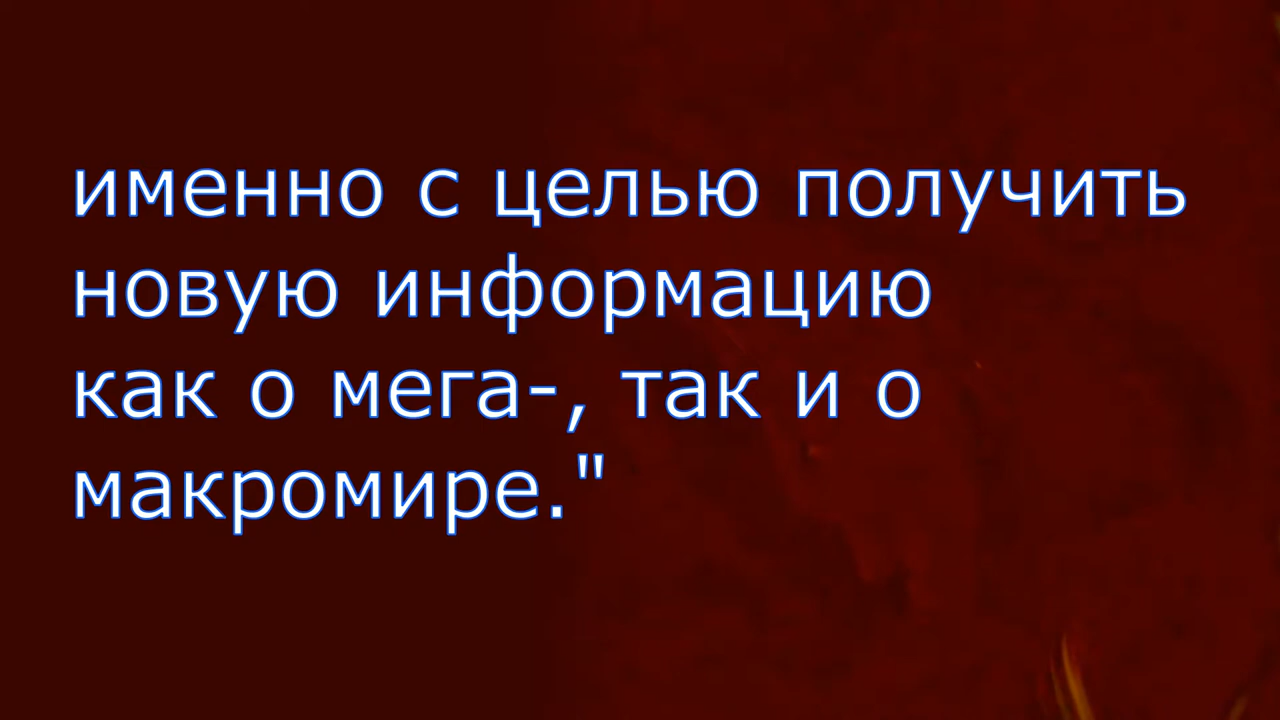 именно с целью получить
новую информацию
как о мега-, так и о
макромире."